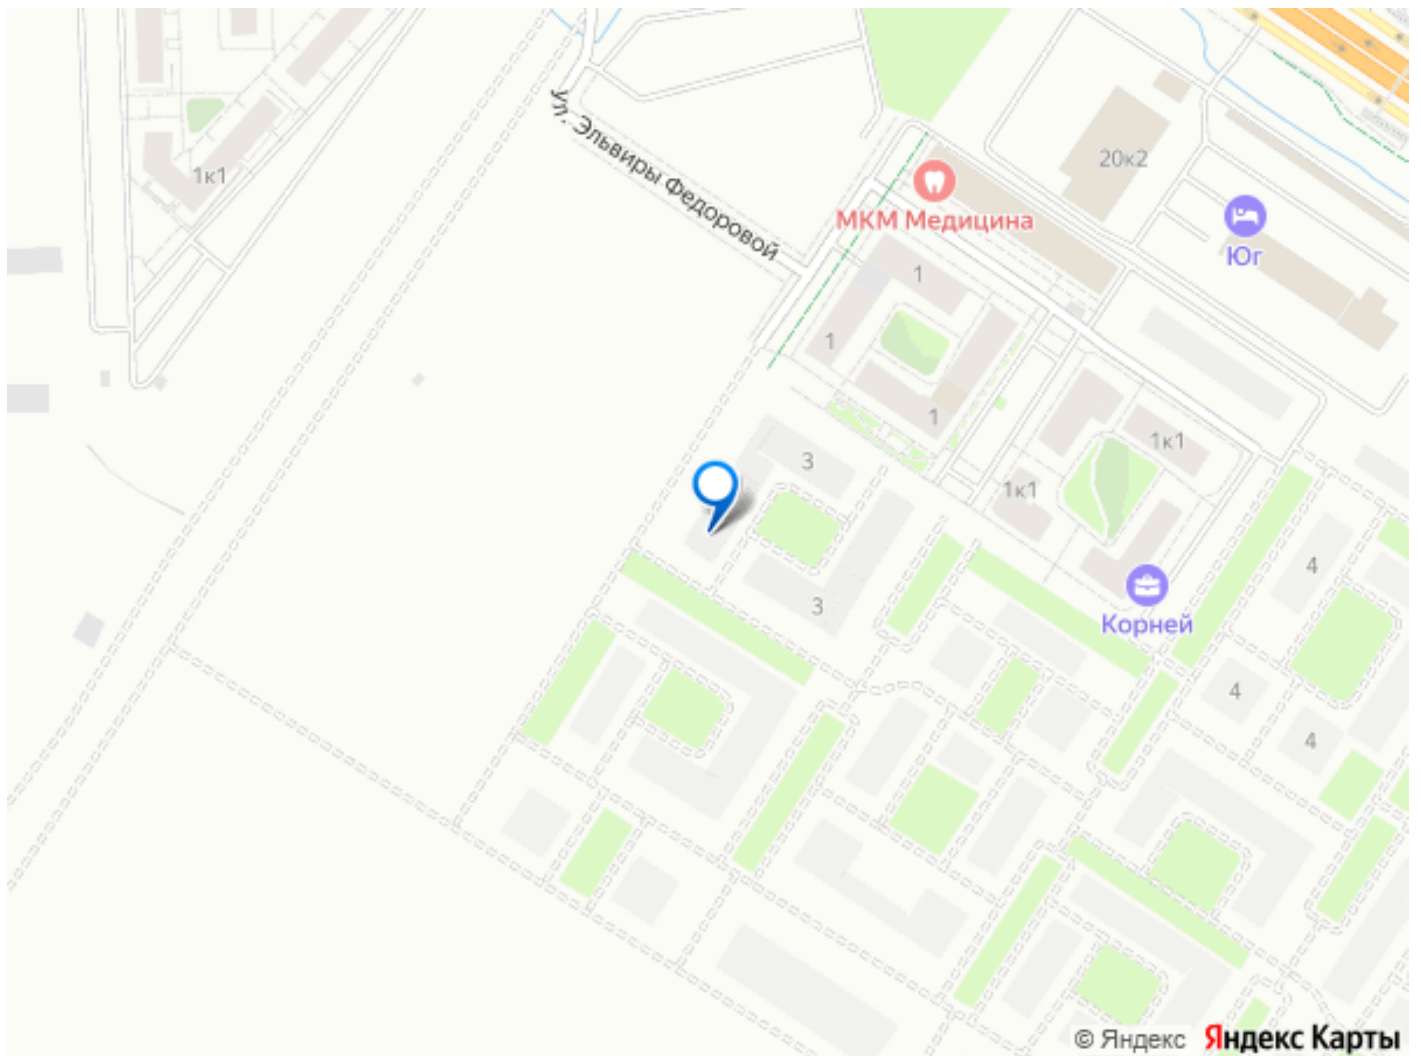 1к1
ул. Эльвиры Федоровой
20к2
МКМ Медицина
Юг
1
1
1
3
1к1
1к1
3
4
Корней
4
4
© Яндекс Яндекс Карты